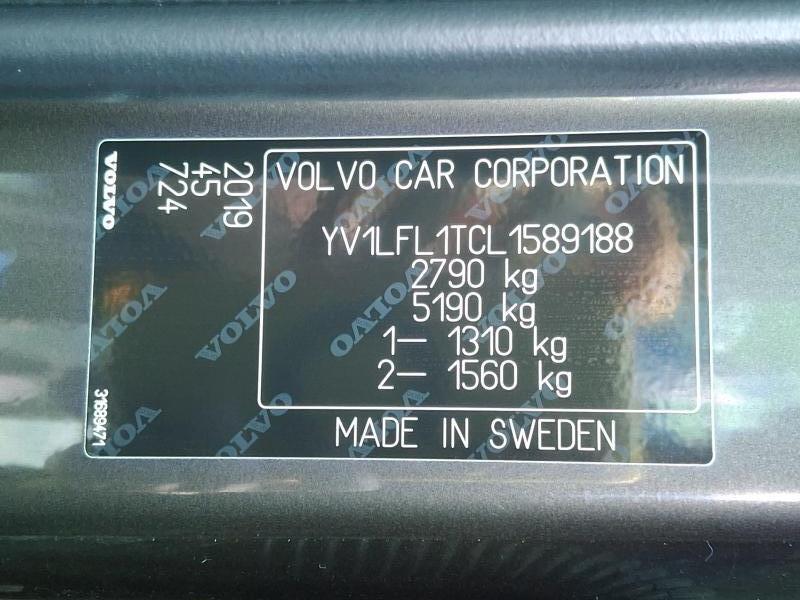 VOLVO
2019
45
724
31689471
VOLVO CAR CORPORATION
YV1LFL1TCL1589188
2790 kg
5190 kg
1– 1310 kg
2– 1560 kg
MADE IN SWEDEN